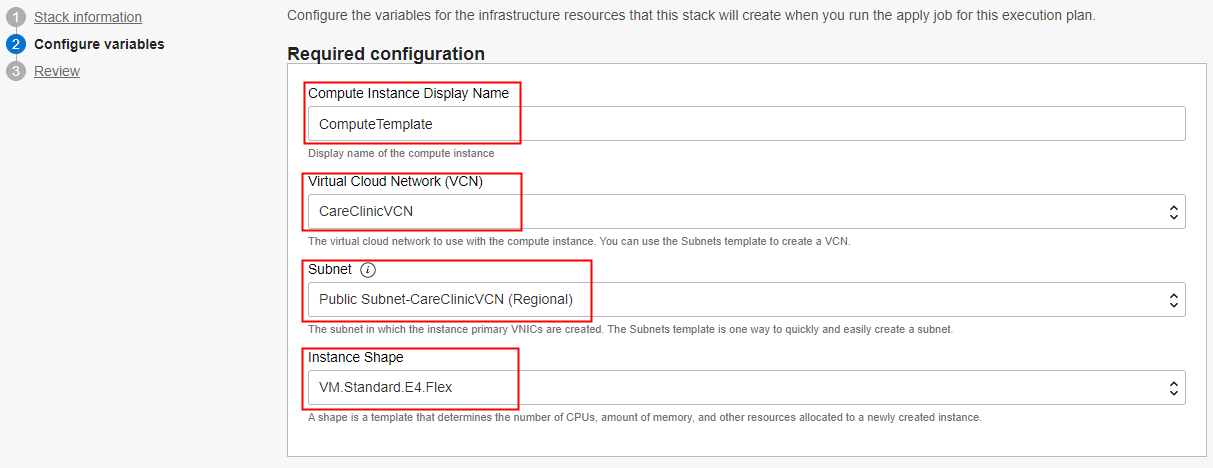 1 Stack information
2 Configure variables
3 Review
Configure the variables for the infrastructure resources that this stack will create when you run the apply job for this execution plan.
Required configuration
Compute Instance Display Name
ComputeTemplate
Display name of the compute instance
Virtual Cloud Network (VCN)
CareClinicVCN
The virtual cloud network to use with the compute instance. You can use the Subnets template to create a VCN.
Subnet i
Public Subnet-CareClinicVCN (Regional)
The subnet in which the instance primary VNICs are created. The Subnets template is one way to quickly and easily create a subnet.
Instance Shape
VM.Standard.E4.Flex
A shape is a template that determines the number of CPUs, amount of memory, and other resources allocated to a newly created instance.